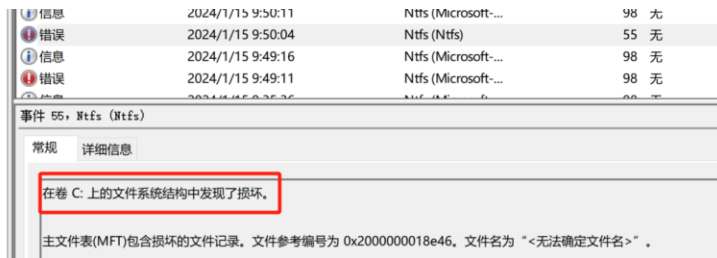 信息 2024/1/15 9:50:11 Ntfs (Microsoft-... 98 无
错误 2024/1/15 9:50:04 Ntfs (Ntfs) 55 无
信息 2024/1/15 9:49:16 Ntfs (Microsoft-... 98 无
错误 2024/1/15 9:49:11 Ntfs (Microsoft-... 98 无
事件 55，Ntfs (Ntfs)
常规 详细信息
在卷 C: 上的文件系统结构中发现了损坏。
主文件表(MFT)包含损坏的文件记录。文件参考编号为 0x2000000018e46。文件名为“<无法确定文件名>”。